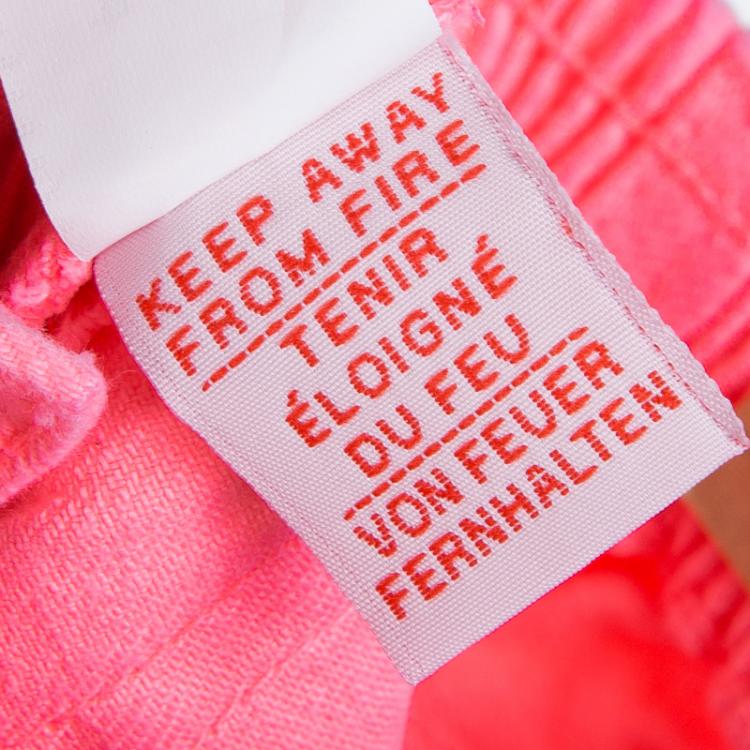 KEEP AWAY
FROM FIRE
TENIR
ÉLOIGNÉ
DU FEU
VON FEUER
FERNHALTEN